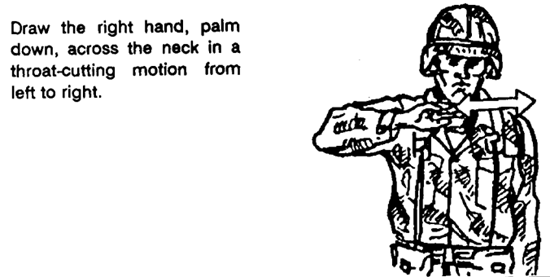 Draw the right hand, palm
down, across the neck in a
throat-cutting motion from
left to right.